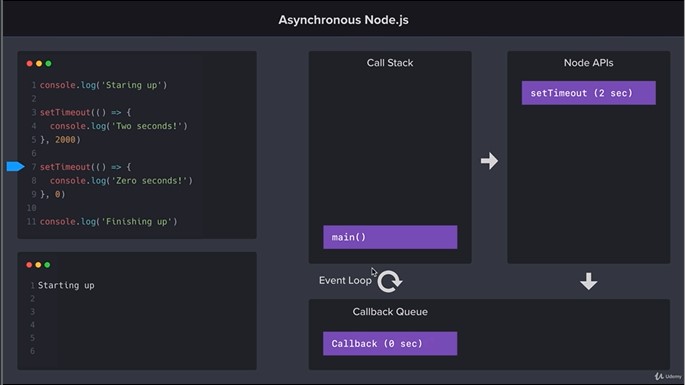 Asynchronous Node.js
1 console.log('Staring up')
2
3 setTimeout(() => {
4   console.log('Two seconds!')
5 }, 2000)
6
7 setTimeout(() => {
8   console.log('Zero seconds!')
9 }, 0)
10
11 console.log('Finishing up')
1 Starting up
2
3
4
5
6
Call Stack
main()
Event Loop
Node APIs
setTimeout (2 sec)
Callback Queue
Callback (0 sec)
Udemy